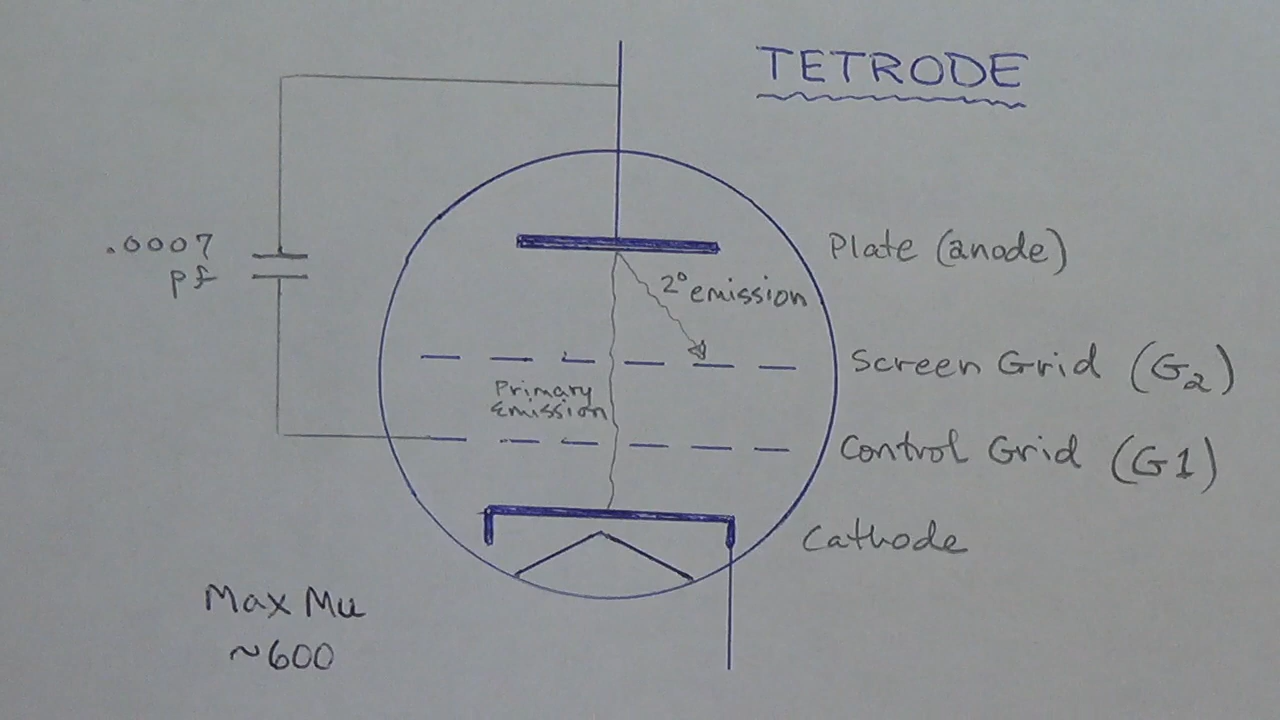 TETRODE
.0007
pf
Plate (anode)
2° emission
Screen Grid (G2)
Primary
Emission
Control Grid (G1)
Cathode
Max Mu
~600